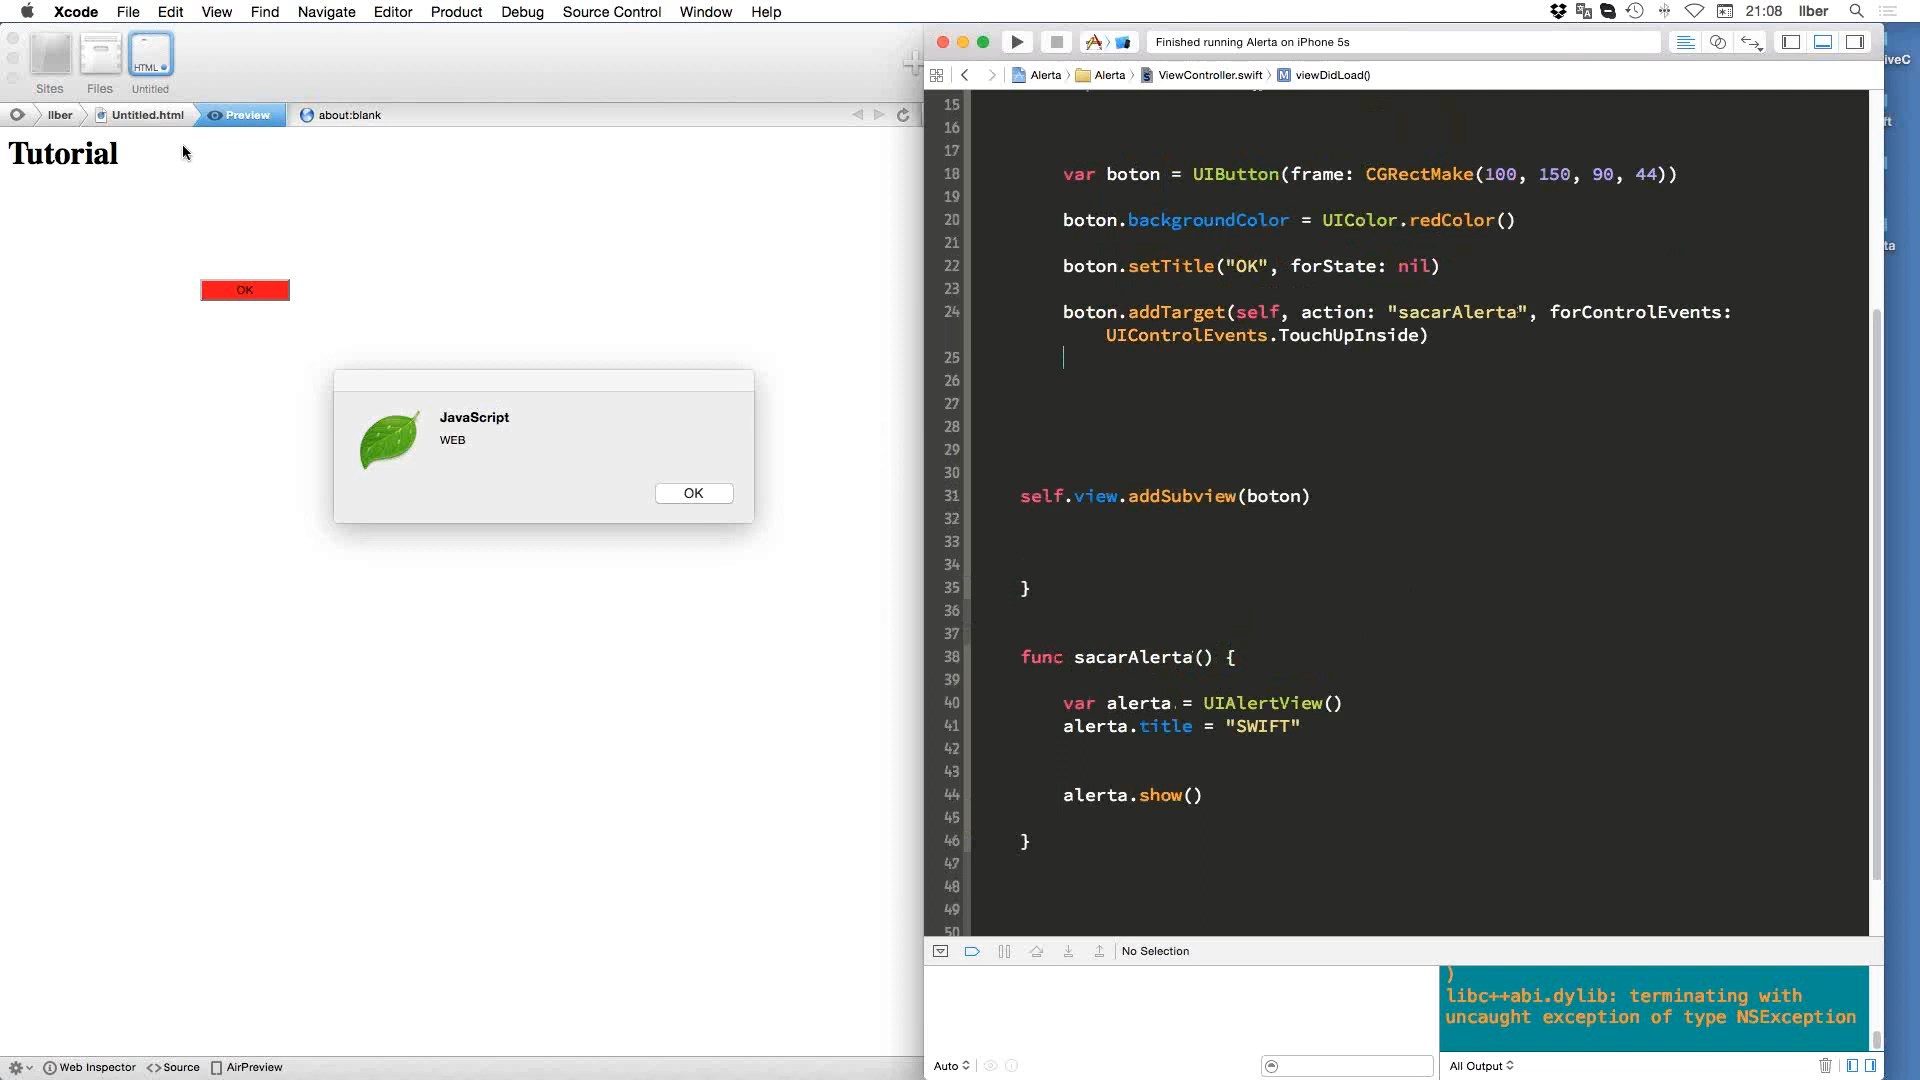 Xcode File Edit View Find Navigate Editor Product Debug Source Control Window Help 21:08 Ilber
HTML
Sites Files Untitled
Ilber Untitled.html Preview about:blank
Tutorial
OK
JavaScript
WEB
OK
Web Inspector <> Source AirPreview
Finished running Alerta on iPhone 5s
Alerta Alerta ViewController.swift M viewDidLoad()
15
16
17
18 var boton = UIButton(frame: CGRectMake(100, 150, 90, 44))
19
20 boton.backgroundColor = UIColor.redColor()
21
22 boton.setTitle("OK", forState: nil)
23
24 boton.addTarget(self, action: "sacarAlerta", forControlEvents:
UIControlEvents.TouchUpInside)
25
26
27
28
29
30
31 self.view.addSubview(boton)
32
33
34
35 }
36
37
38 func sacarAlerta() {
39
40 var alerta = UIAlertView()
41 alerta.title = "SWIFT"
42
43
44 alerta.show()
45
46 }
47
48
49
50
No Selection
)
libc++abi.dylib: terminating with
uncaught exception of type NSException
Auto All Output
iveC
ft
ta